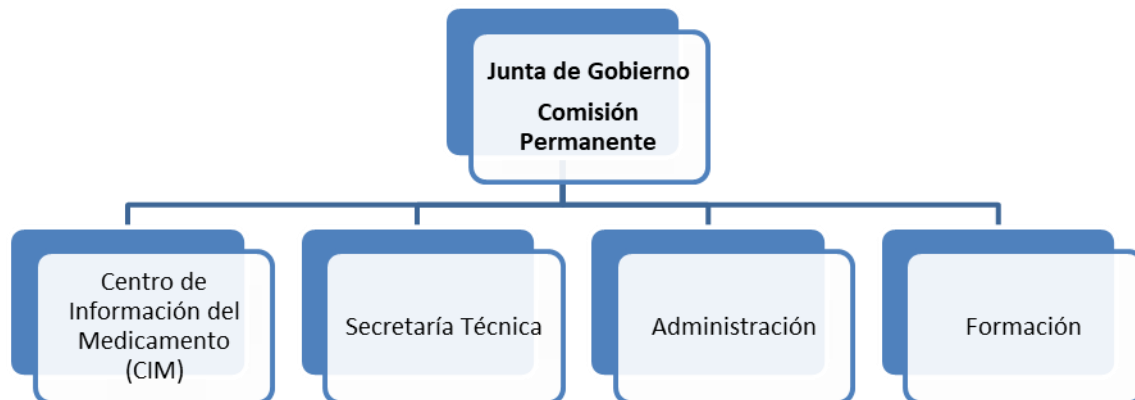 Junta de Gobierno
Comisión
Permanente
Centro de
Información del
Medicamento
(CIM)
Secretaría Técnica
Administración
Formación